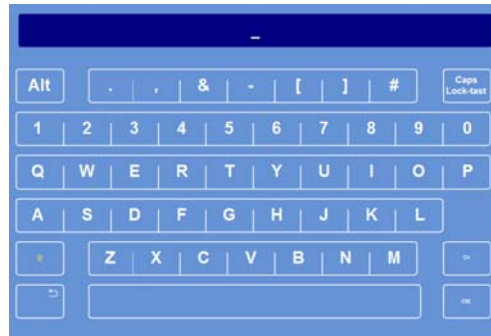 _
Alt . , & - [ ] # Caps
Lock-tast
1 2 3 4 5 6 7 8 9 0
Q W E R T Y U I O P
A S D F G H J K L
Z X C V B N M
OK